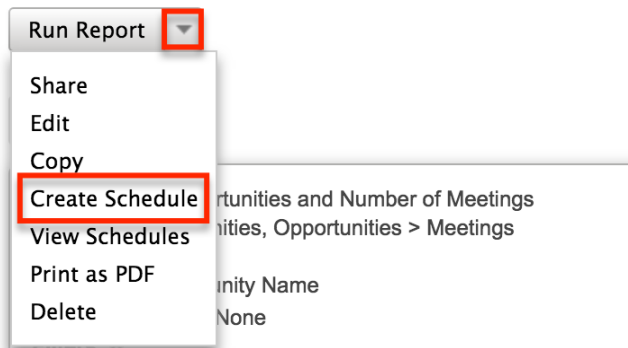 Run Report
Share
Edit
Copy
Create Schedule
rtunities and Number of Meetings
View Schedules
nities, Opportunities > Meetings
Print as PDF
unity Name
Delete
None